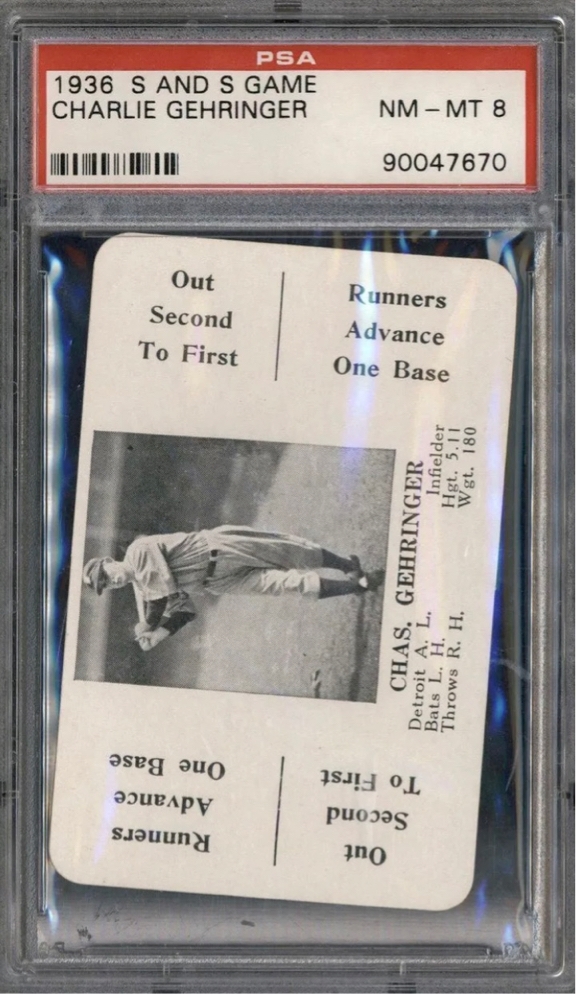 PSA
1936 S AND S GAME
CHARLIE GEHRINGER NM - MT 8
90047670
Out
Second
To First
Runners
Advance
One Base
CHAS. GEHRINGER
Detroit A. L. Infielder
Bats L. H. Hgt. 5.11
Throws R. H. Wgt. 180
Out
Second
To First
Runners
Advance
One Base